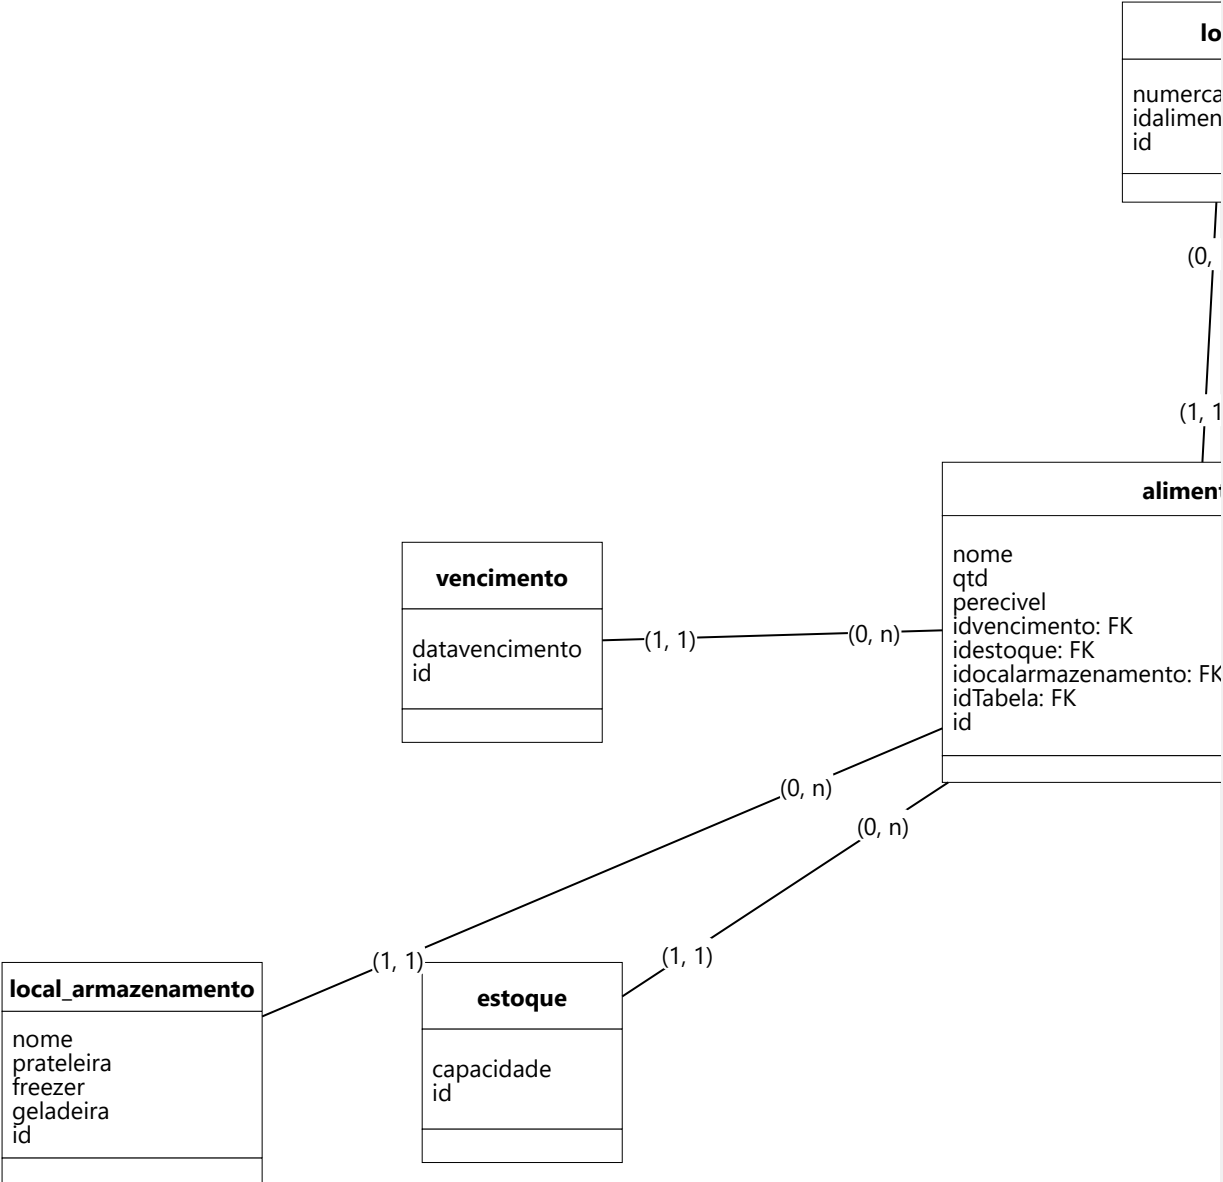 lo
numerca
idalimen
id
(0,
(1, 1
aliment
nome
qtd
perecivel
idvencimento: FK
idestoque: FK
idocalarmazenamento: FK
idTabela: FK
id
vencimento
datavencimento
id
(1, 1)
(0, n)
(0, n)
(0, n)
(1, 1)
(1, 1)
local_armazenamento
nome
prateleira
freezer
geladeira
id
estoque
capacidade
id